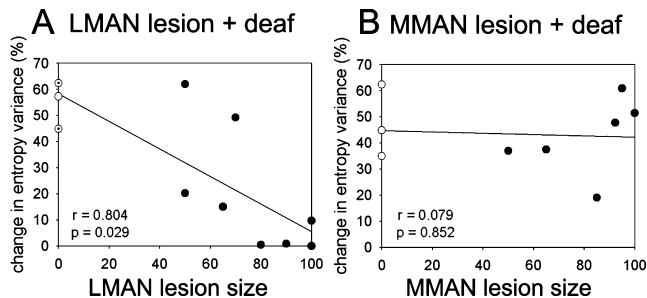 A LMAN lesion + deaf
change in entropy variance (%)
70
60
50
40
30
20
10
0
r = 0.804
p = 0.029
0 20 40 60 80 100
LMAN lesion size
B MMAN lesion + deaf
change in entropy variance (%)
70
60
50
40
30
20
10
0
r = 0.079
p = 0.852
0 20 40 60 80 100
MMAN lesion size